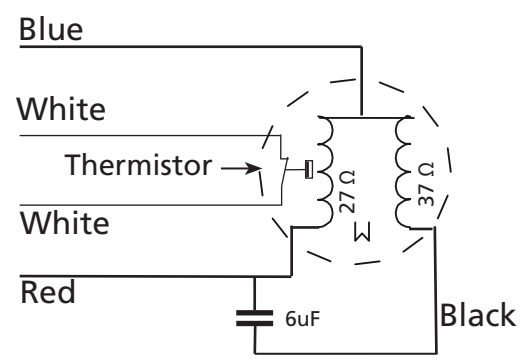 Blue
White
Thermistor
27 Ω
37 Ω
M
White
Red
6uF
Black